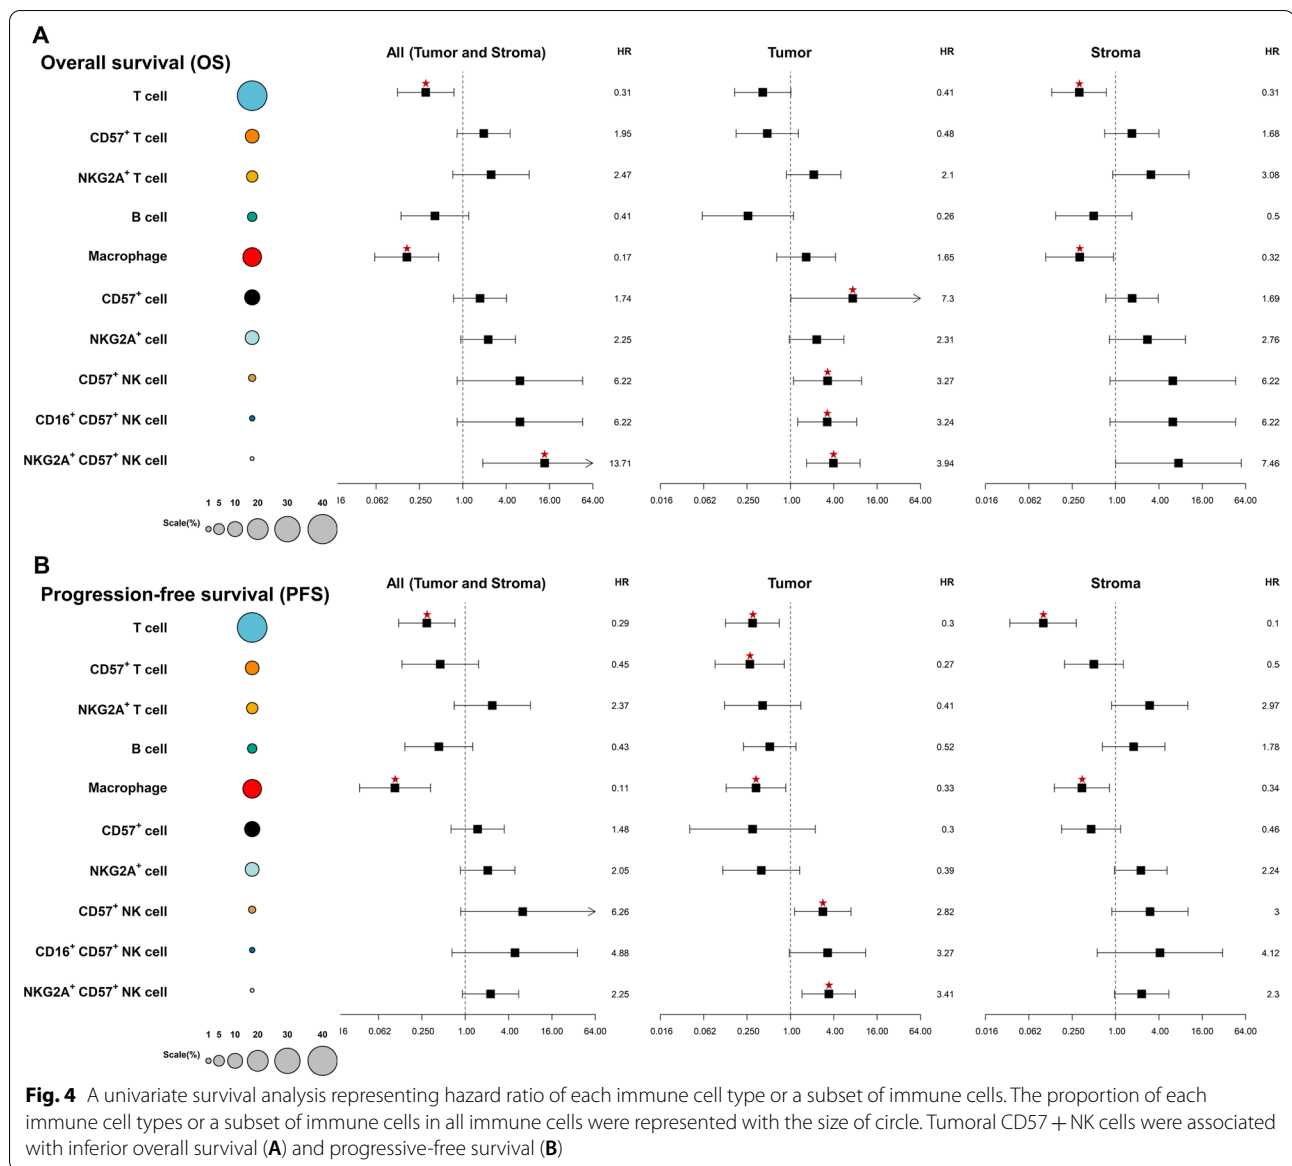 A
Overall survival (OS)
All (Tumor and Stroma) HR Tumor HR Stroma HR
T cell 0.31 0.41 0.31
CD57+ T cell 1.95 0.48 1.68
NKG2A+ T cell 2.47 2.1 3.08
B cell 0.41 0.26 0.5
Macrophage 0.17 1.65 0.32
CD57+ cell 1.74 7.3 1.69
NKG2A+ cell 2.25 2.31 2.76
CD57+ NK cell 6.22 3.27 6.22
CD16+ CD57+ NK cell 6.22 3.24 6.22
NKG2A+ CD57+ NK cell 13.71 3.94 7.46
16 0.062 0.250 1.00 4.00 16.00 64.00 0.016 0.062 0.250 1.00 4.00 16.00 64.00 0.016 0.062 0.250 1.00 4.00 16.00 64.00
1 5 10 20 30 40
Scale(%)
B
Progression-free survival (PFS)
All (Tumor and Stroma) HR Tumor HR Stroma HR
T cell 0.29 0.3 0.1
CD57+ T cell 0.45 0.27 0.5
NKG2A+ T cell 2.37 0.41 2.97
B cell 0.43 0.52 1.78
Macrophage 0.11 0.33 0.34
CD57+ cell 1.48 0.3 0.46
NKG2A+ cell 2.05 0.39 2.24
CD57+ NK cell 6.26 2.82 3
CD16+ CD57+ NK cell 4.88 3.27 4.12
NKG2A+ CD57+ NK cell 2.25 3.41 2.3
16 0.062 0.250 1.00 4.00 16.00 64.00 0.016 0.062 0.250 1.00 4.00 16.00 64.00 0.016 0.062 0.250 1.00 4.00 16.00 64.00
1 5 10 20 30 40
Scale(%)
Fig. 4 A univariate survival analysis representing hazard ratio of each immune cell type or a subset of immune cells. The proportion of each
immune cell types or a subset of immune cells in all immune cells were represented with the size of circle. Tumoral CD57 + NK cells were associated
with inferior overall survival (A) and progressive-free survival (B)